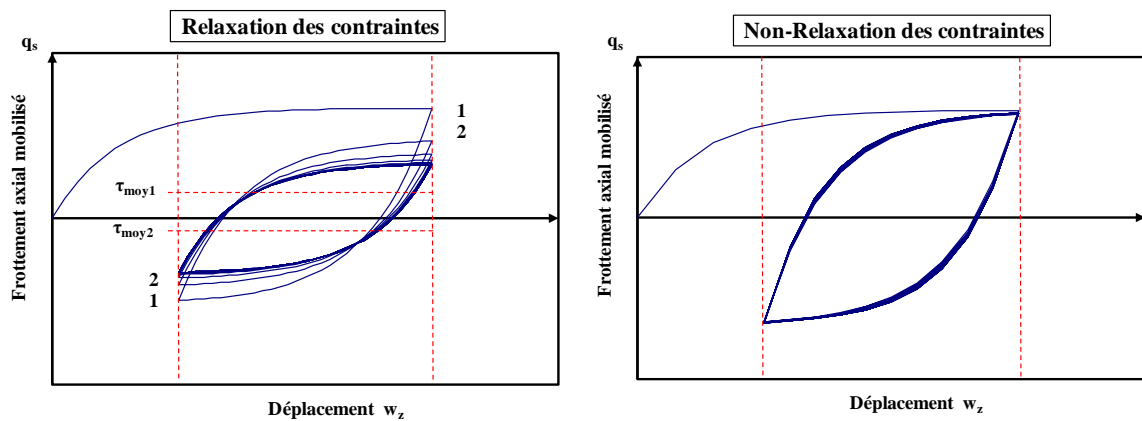 Relaxation des contraintes
qs
Frottement axial mobilisé
1
2
τmoy1
τmoy2
2
1
Déplacement wz
Non-Relaxation des contraintes
qs
Frottement axial mobilisé
Déplacement wz